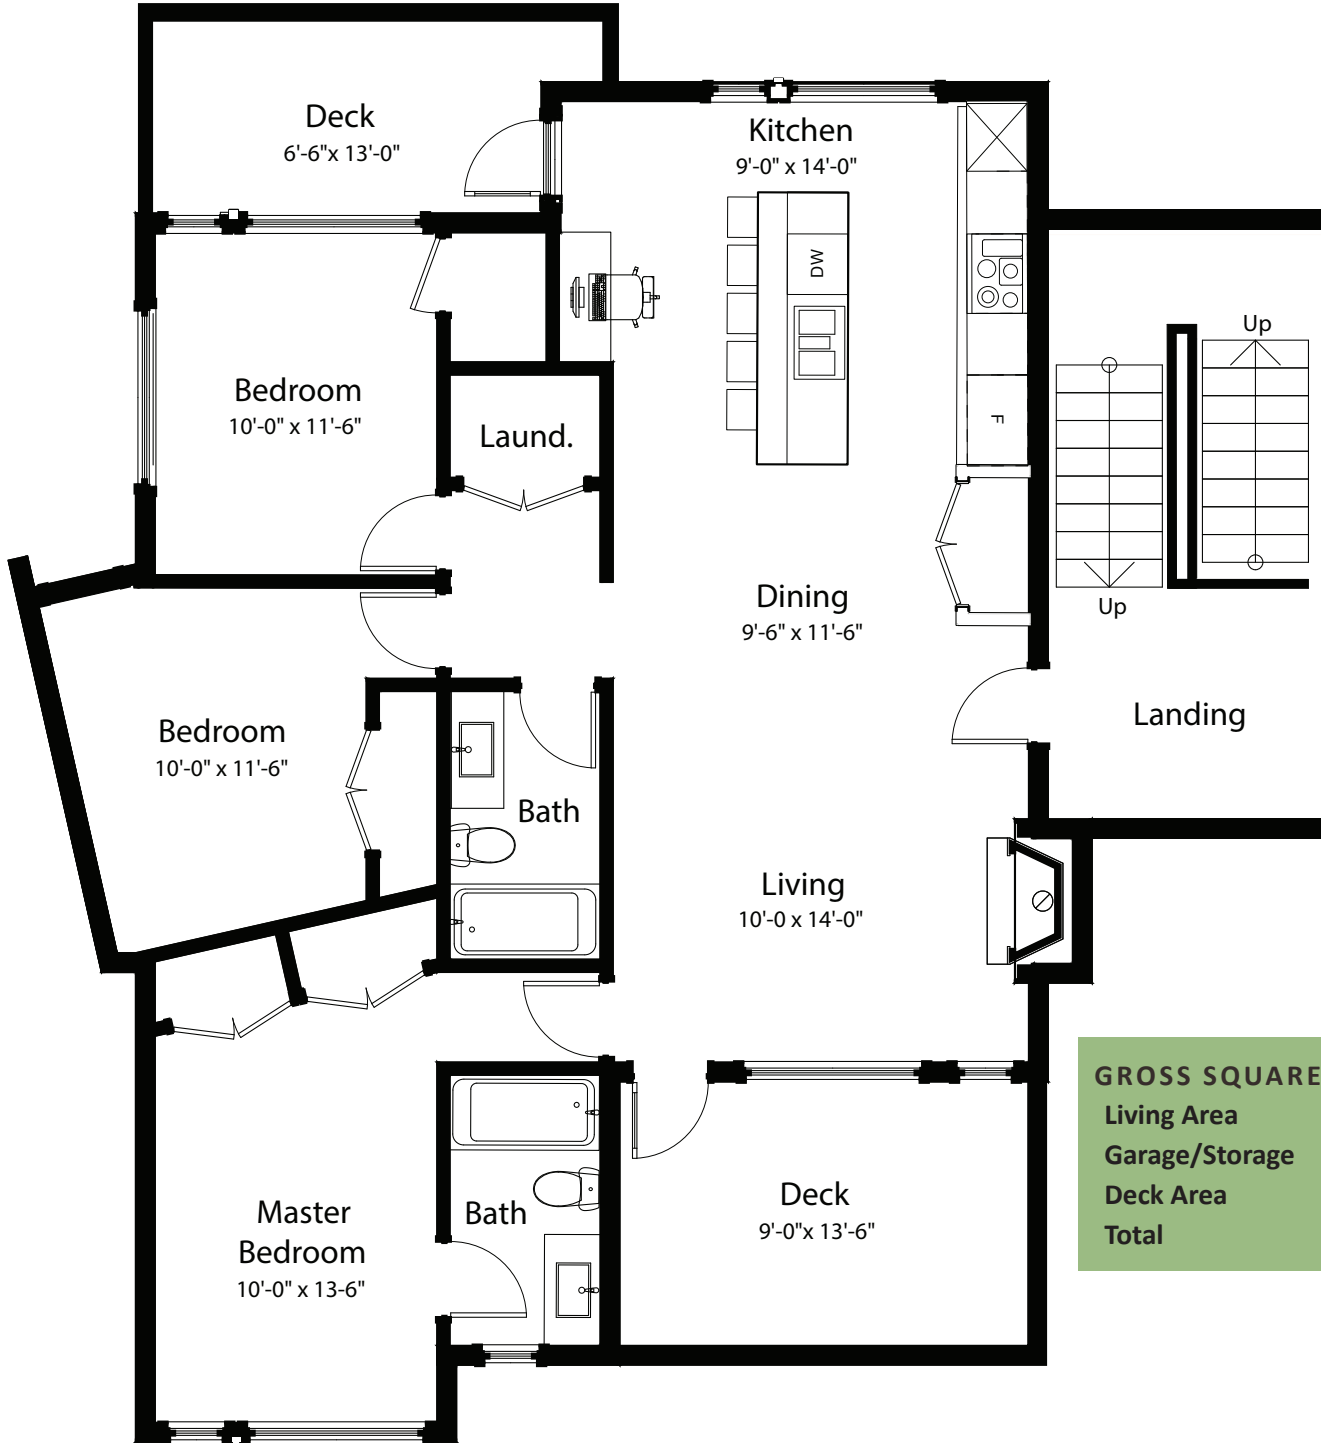 Deck
6'-6"x 13'-0"
Kitchen
9'-0" x 14'-0"
DW
Up
Bedroom
10'-0" x 11'-6"
Laund.
F
Dining
9'-6" x 11'-6"
Up
Landing
Bedroom
10'-0" x 11'-6"
Bath
Living
10'-0 x 14'-0"
GROSS SQUARE
Living Area
Garage/Storage
Deck Area
Total
Master
Bedroom
10'-0" x 13-6"
Bath
Deck
9'-0"x 13'-6"